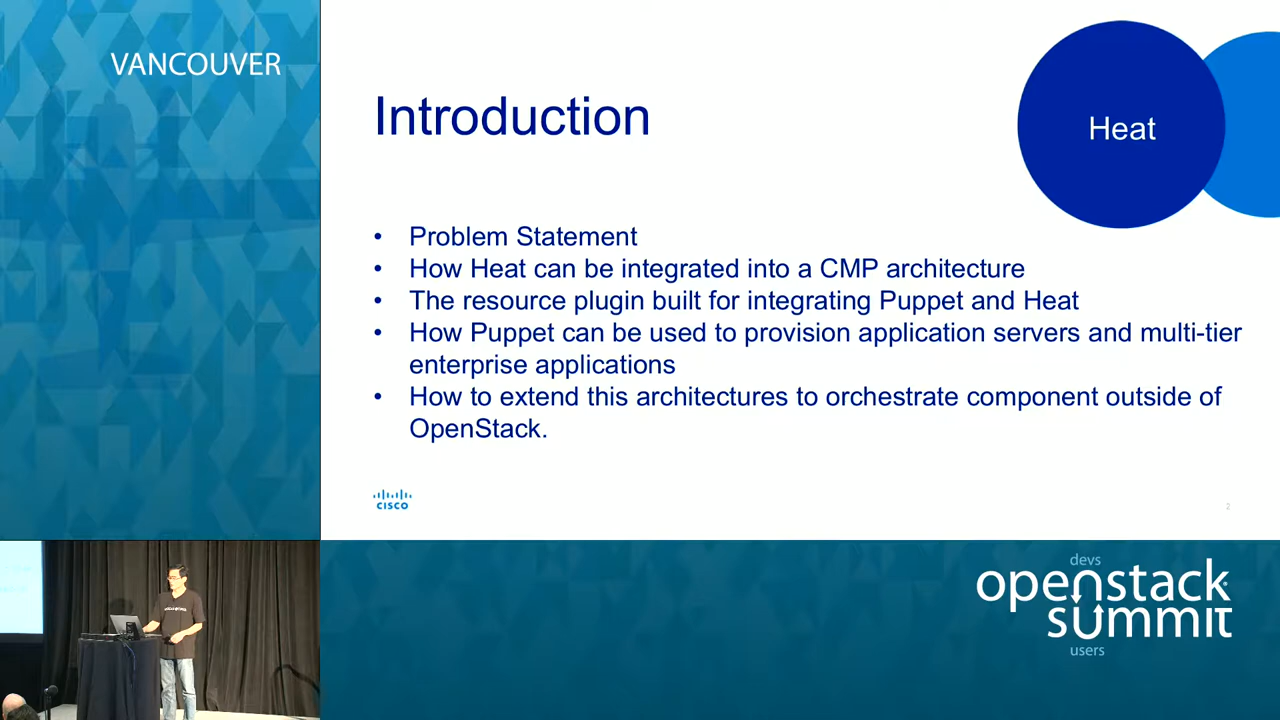 VANCOUVER
Introduction
Heat
• Problem Statement
• How Heat can be integrated into a CMP architecture
• The resource plugin built for integrating Puppet and Heat
• How Puppet can be used to provision application servers and multi-tier
enterprise applications
• How to extend this architectures to orchestrate component outside of
OpenStack.
CISCO
2
devs
openstack
summit
users